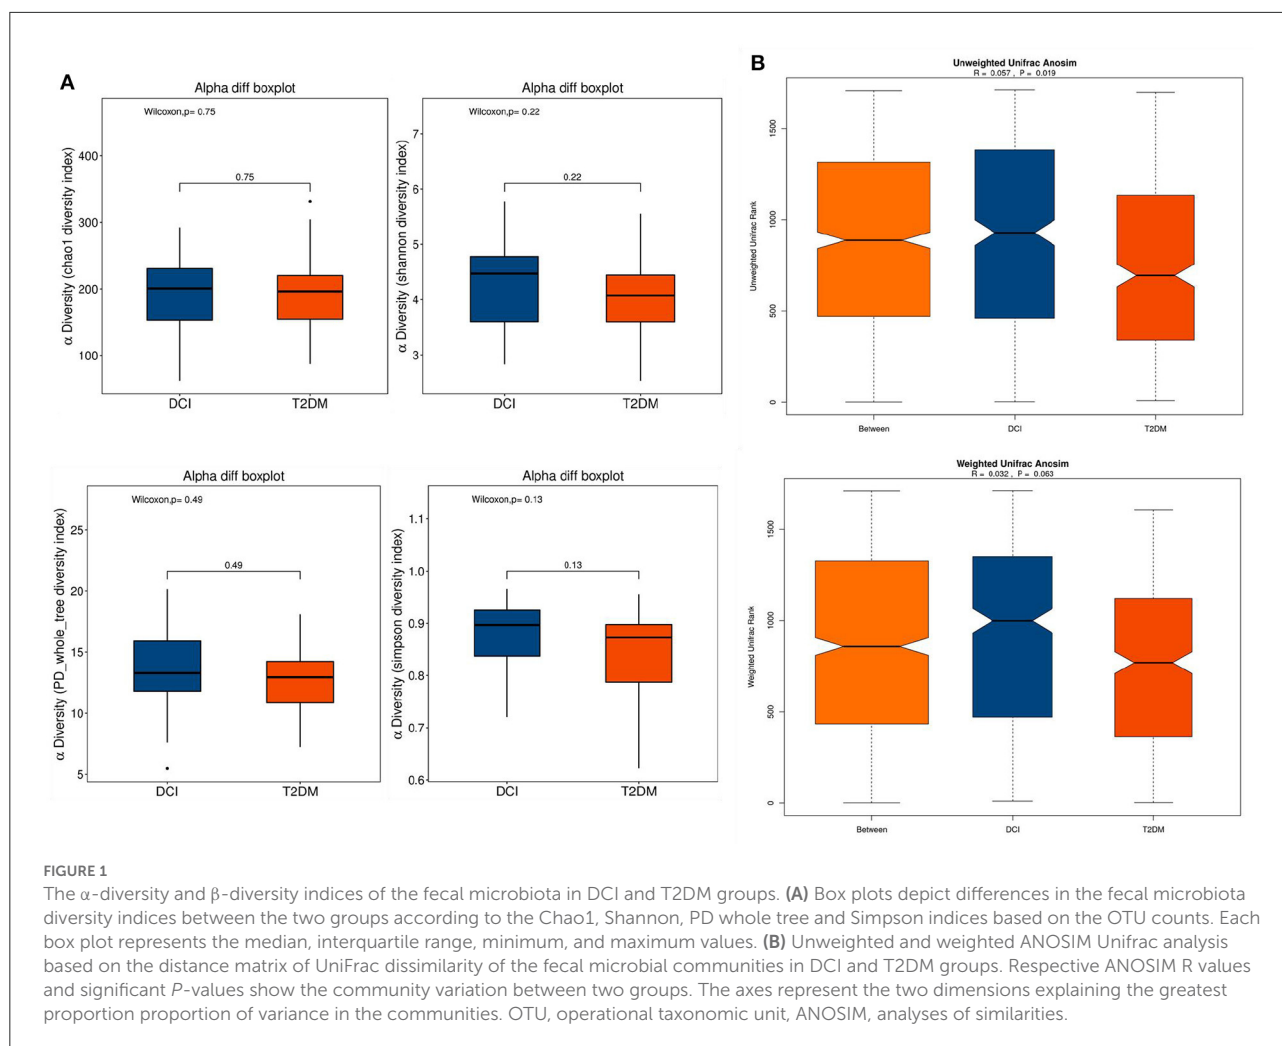 A
Alpha diff boxplot
Wilcoxon,p= 0.75
0.75
α Diversity (chao1 diversity index)
400
300
200
100
DCI
T2DM
Alpha diff boxplot
Wilcoxon,p= 0.22
0.22
α Diversity (shannon diversity index)
7
6
5
4
3
DCI
T2DM
B
Unweighted Unifrac Anosim
R = 0.057 , P = 0.019
Unweighted Unifrac Rank
1500
1000
500
0
Between
DCI
T2DM
Alpha diff boxplot
Wilcoxon,p= 0.49
0.49
α Diversity (PD_whole_tree diversity index)
25
20
15
10
5
DCI
T2DM
Alpha diff boxplot
Wilcoxon,p= 0.13
0.13
α Diversity (simpson diversity index)
1.1
1.0
0.9
0.8
0.7
0.6
DCI
T2DM
Weighted Unifrac Anosim
R = 0.032 , P = 0.063
Weighted Unifrac Rank
1500
1000
500
0
Between
DCI
T2DM
FIGURE 1
The α-diversity and β-diversity indices of the fecal microbiota in DCI and T2DM groups. (A) Box plots depict differences in the fecal microbiota
diversity indices between the two groups according to the Chao1, Shannon, PD whole tree and Simpson indices based on the OTU counts. Each
box plot represents the median, interquartile range, minimum, and maximum values. (B) Unweighted and weighted ANOSIM Unifrac analysis
based on the distance matrix of UniFrac dissimilarity of the fecal microbial communities in DCI and T2DM groups. Respective ANOSIM R values
and significant P-values show the community variation between two groups. The axes represent the two dimensions explaining the greatest
proportion proportion of variance in the communities. OTU, operational taxonomic unit, ANOSIM, analyses of similarities.